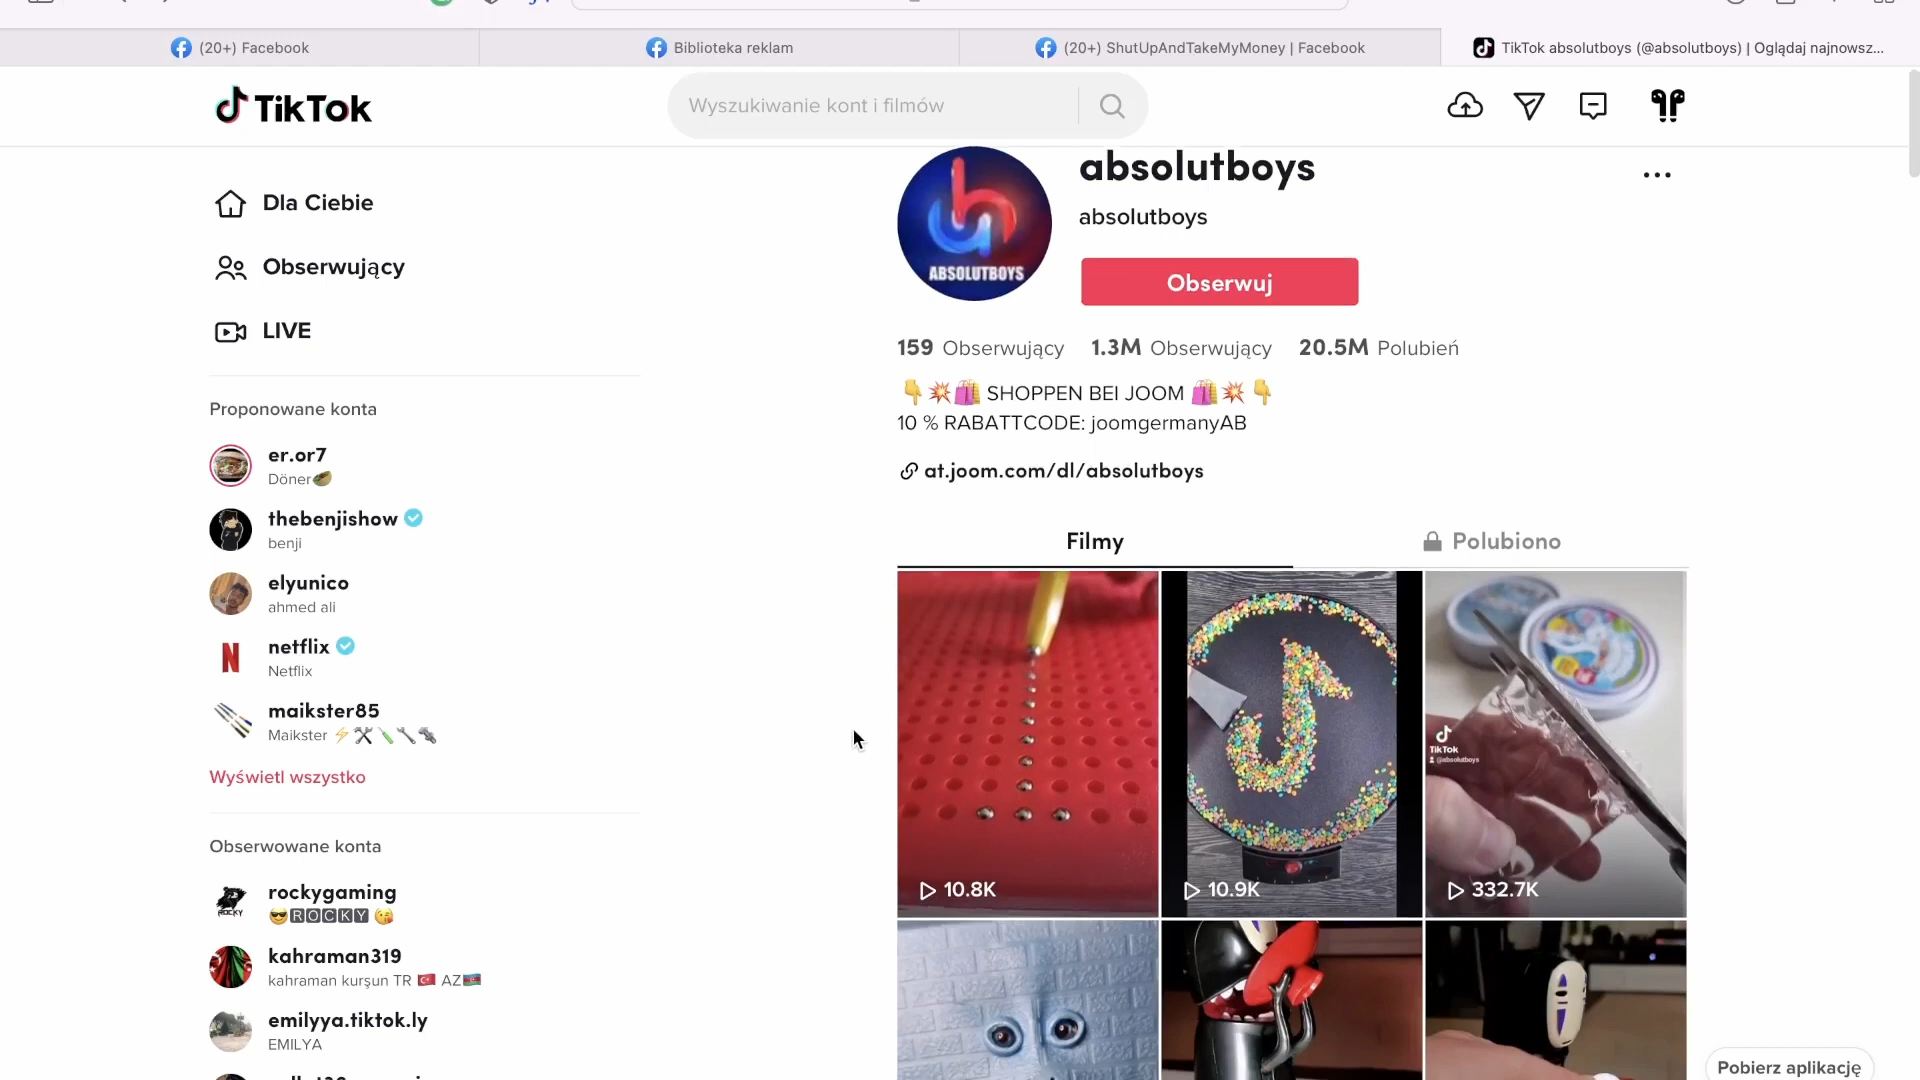 (20+) Facebook
Biblioteka reklam
(20+) ShutUpAndTakeMyMoney | Facebook
TikTok absolutboys (@absolutboys) | Oglądaj najnowsz...
TikTok
Wyszukiwanie kont i filmów
Dla Ciebie
Obserwujący
LIVE
Proponowane konta
er.or7
Döner🥙
thebenjishow
benji
elyunico
ahmed ali
netflix
Netflix
maikster85
Maikster ⚡🛠🪛🔧🔩
Wyświetl wszystko
Obserwowane konta
rockygaming
😎🆁🅾🅲🅺🆈 😘
kahraman319
kahraman kurşun TR 🇹🇷 AZ🇦🇿
emilyya.tiktok.ly
EMILYA
absolutboys
absolutboys
ABSOLUTBOYS
Obserwuj
159 Obserwujący 1.3M Obserwujący 20.5M Polubień
👇💥🛍 SHOPPEN BEI JOOM 🛍💥👇
10 % RABATTCODE: joomgermanyAB
at.joom.com/dl/absolutboys
Filmy
Polubiono
10.8K
10.9K
TikTok
@absolutboys
332.7K
Pobierz aplikację